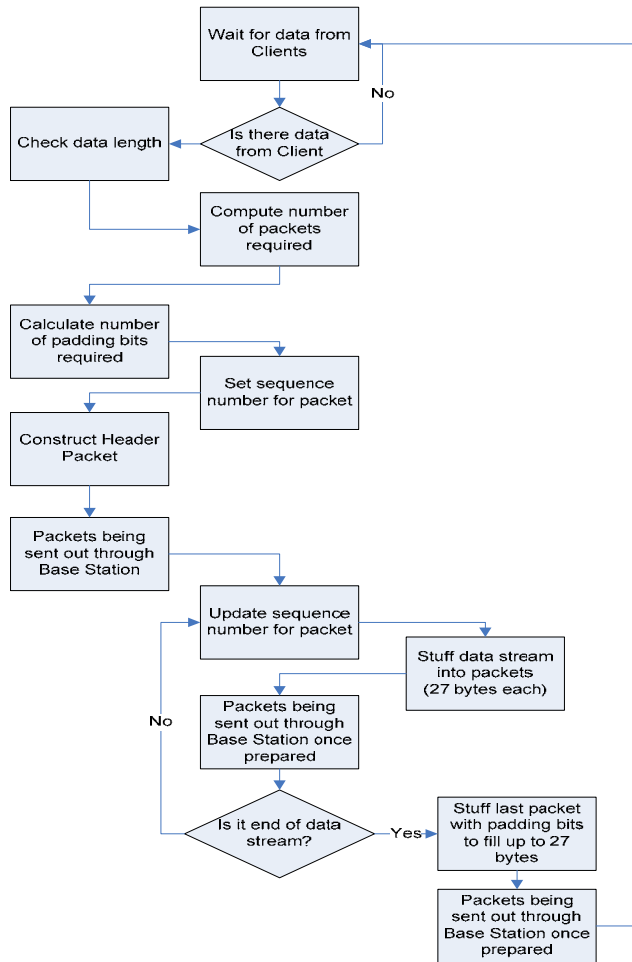 Wait for data from
Clients
No
Is there data
from Client
Check data length
Compute number
of packets
required
Calculate number
of padding bits
required
Set sequence
number for packet
Construct Header
Packet
Packets being
sent out through
Base Station
Update sequence
number for packet
Stuff data stream
into packets
(27 bytes each)
Packets being
sent out through
Base Station once
prepared
No
Is it end of data
stream?
Yes
Stuff last packet
with padding bits
to fill up to 27
bytes
Packets being
sent out through
Base Station once
prepared